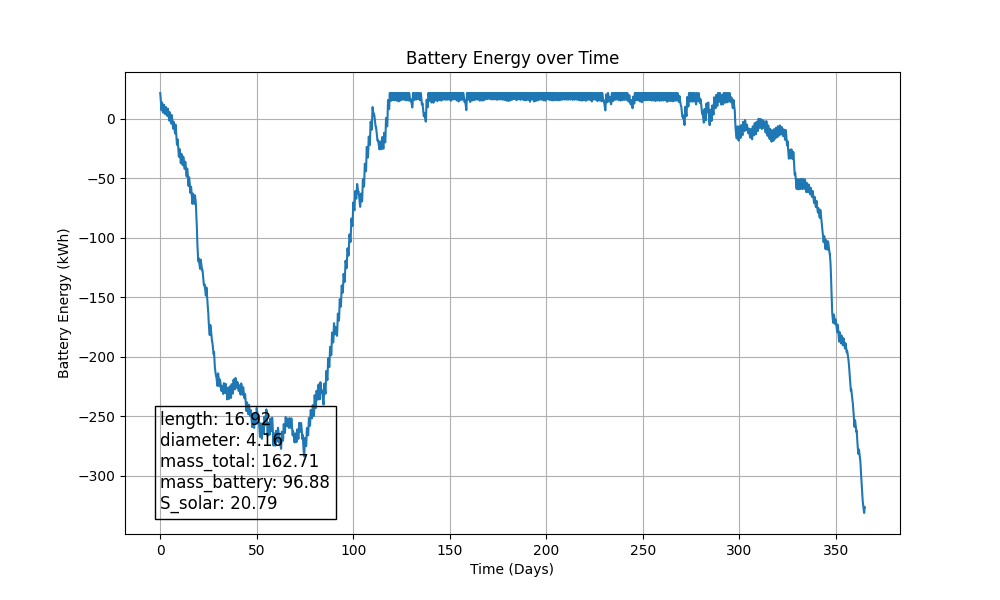 Battery Energy over Time
Battery Energy (kWh)
0
−50
−100
−150
−200
−250
−300
length: 16.92
diameter: 4.16
mass_total: 162.71
mass_battery: 96.88
S_solar: 20.79
0 50 100 150 200 250 300 350
Time (Days)